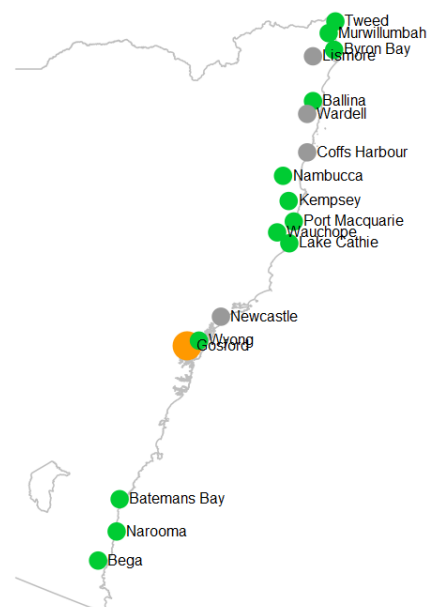 Tweed
Murwillumbah
Byron Bay
Lismore
Ballina
Wardell
Coffs Harbour
Nambucca
Kempsey
Port Macquarie
Wauchope
Lake Cathie
Newcastle
Wyong
Gosford
Batemans Bay
Narooma
Bega